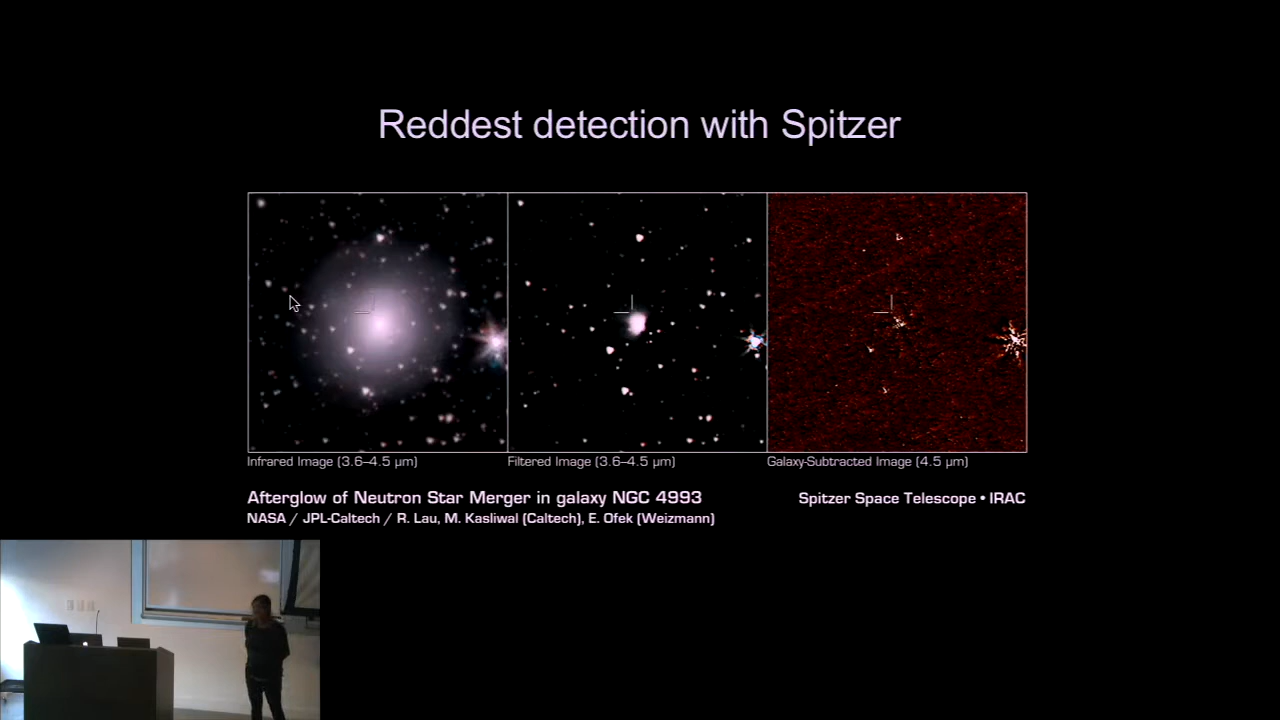 Reddest detection with Spitzer
Infrared Image (3.6–4.5 µm)
Filtered Image (3.6–4.5 µm)
Galaxy-Subtracted Image (4.5 µm)
Afterglow of Neutron Star Merger in galaxy NGC 4993
Spitzer Space Telescope • IRAC
NASA / JPL-Caltech / R. Lau, M. Kasliwal (Caltech), E. Ofek (Weizmann)